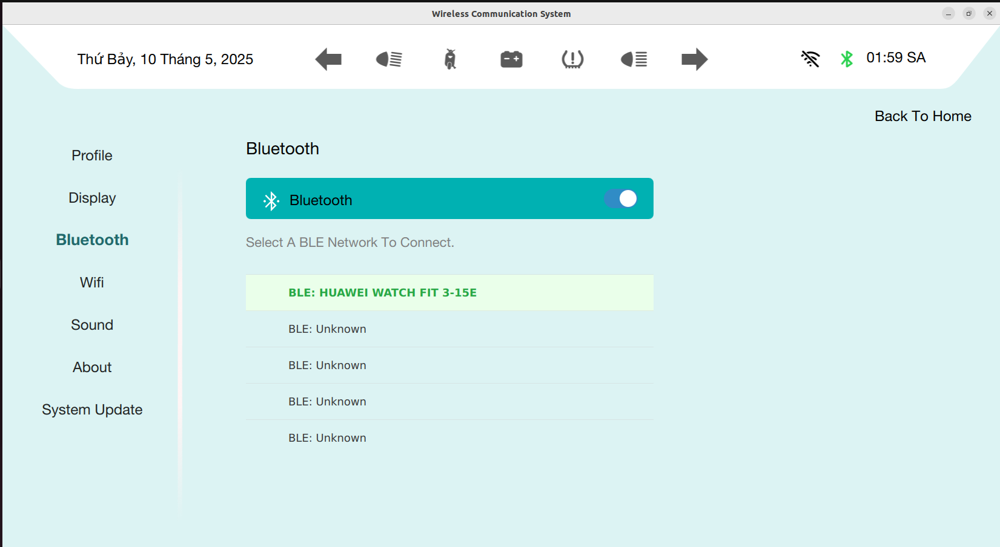 Wireless Communication System
Thứ Bảy, 10 Tháng 5, 2025
01:59 SA
Back To Home
Profile
Display
Bluetooth
Wifi
Sound
About
System Update
Bluetooth
Bluetooth
Select A BLE Network To Connect.
BLE: HUAWEI WATCH FIT 3-15E
BLE: Unknown
BLE: Unknown
BLE: Unknown
BLE: Unknown